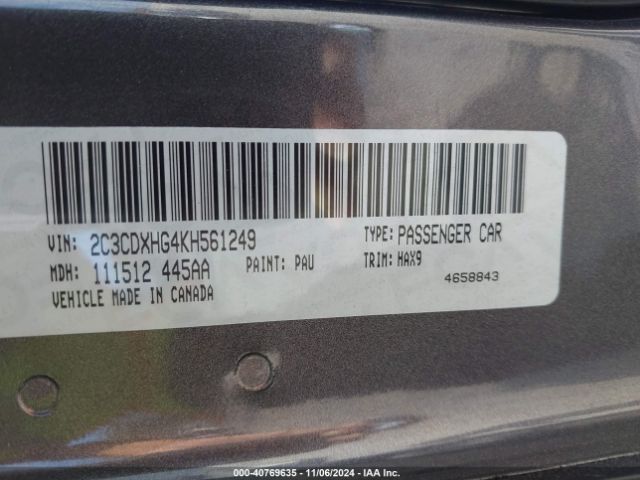 VIN: 2C3CDXHG4KH561249 TYPE: PASSENGER CAR
MDH: 111512 445AA PAINT: PAU TRIM: HAX9
VEHICLE MADE IN CANADA 4658843
000-40769635 - 11/06/2024 - IAA Inc.